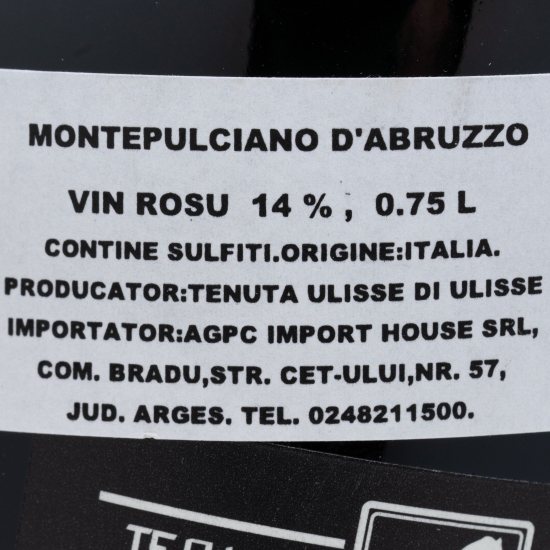 MONTEPULCIANO D'ABRUZZO
VIN ROSU 14 % , 0.75 L
CONTINE SULFITI.ORIGINE:ITALIA.
PRODUCATOR:TENUTA ULISSE DI ULISSE
IMPORTATOR:AGPC IMPORT HOUSE SRL,
COM. BRADU,STR. CET-ULUI,NR. 57,
JUD. ARGES. TEL. 0248211500.